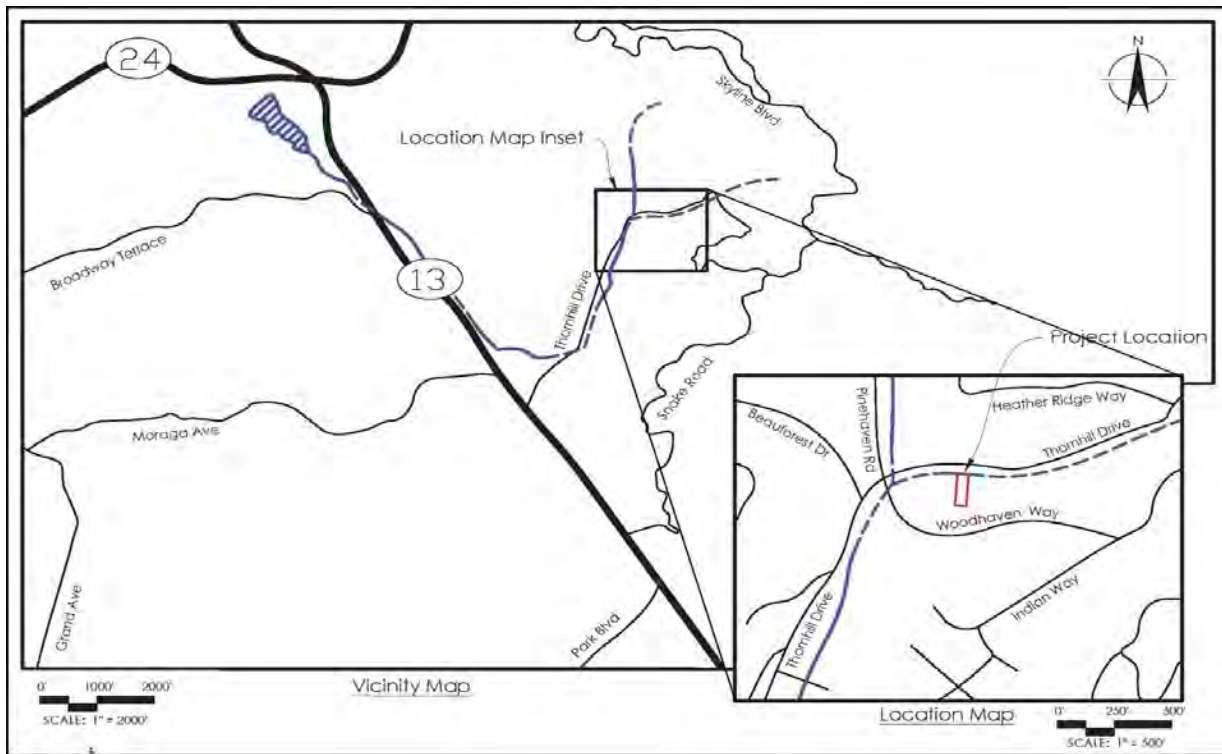 N
24
Skyline Blvd
Location Map Inset
Broadway Terrace
13
Thornhill Drive
Project Location
Snake Road
Moraga Ave
Heather Ridge Way
Pinehaven Rd
Beauforest Dr
Thornhill Drive
Woodhaven Way
Indian Way
Thornhill Drive
Grand Ave
Park Blvd
Vicinity Map
0' 1000' 2000'
SCALE: 1" = 2000'
Location Map
0' 250' 500'
SCALE: 1" = 500'